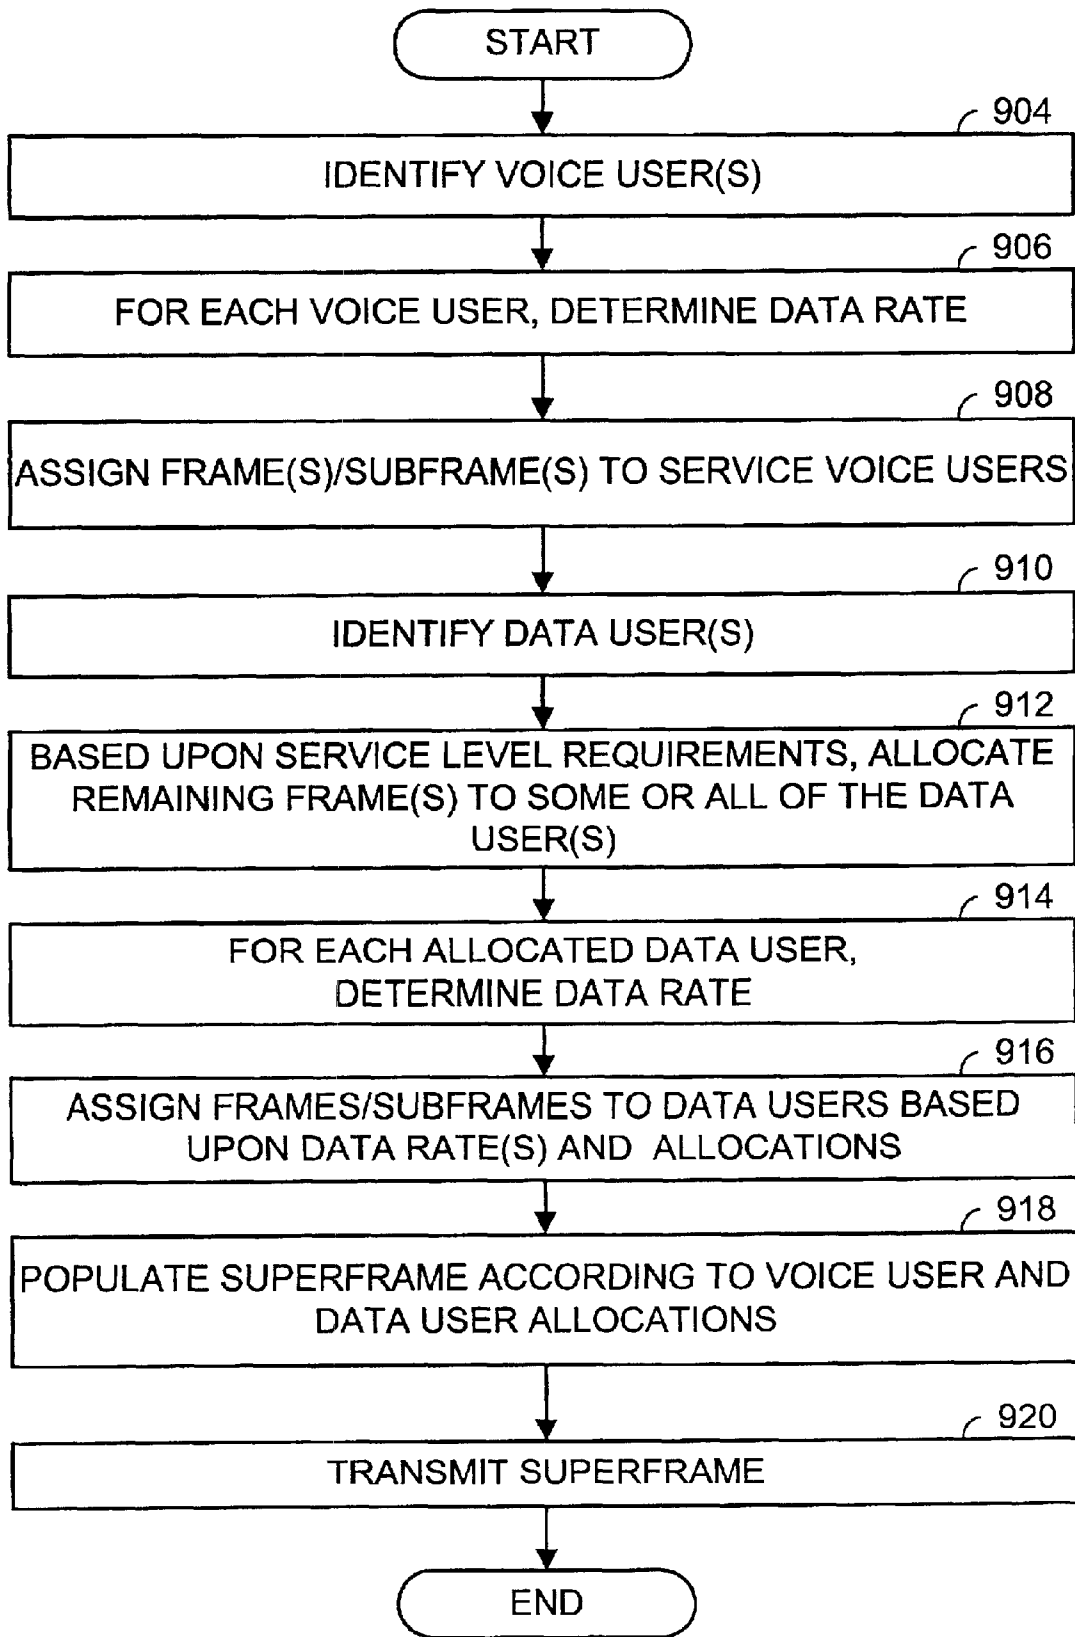 START
904
IDENTIFY VOICE USER(S)
906
FOR EACH VOICE USER, DETERMINE DATA RATE
908
ASSIGN FRAME(S)/SUBFRAME(S) TO SERVICE VOICE USERS
910
IDENTIFY DATA USER(S)
912
BASED UPON SERVICE LEVEL REQUIREMENTS, ALLOCATE
REMAINING FRAME(S) TO SOME OR ALL OF THE DATA
USER(S)
914
FOR EACH ALLOCATED DATA USER,
DETERMINE DATA RATE
916
ASSIGN FRAMES/SUBFRAMES TO DATA USERS BASED
UPON DATA RATE(S) AND ALLOCATIONS
918
POPULATE SUPERFRAME ACCORDING TO VOICE USER AND
DATA USER ALLOCATIONS
920
TRANSMIT SUPERFRAME
END